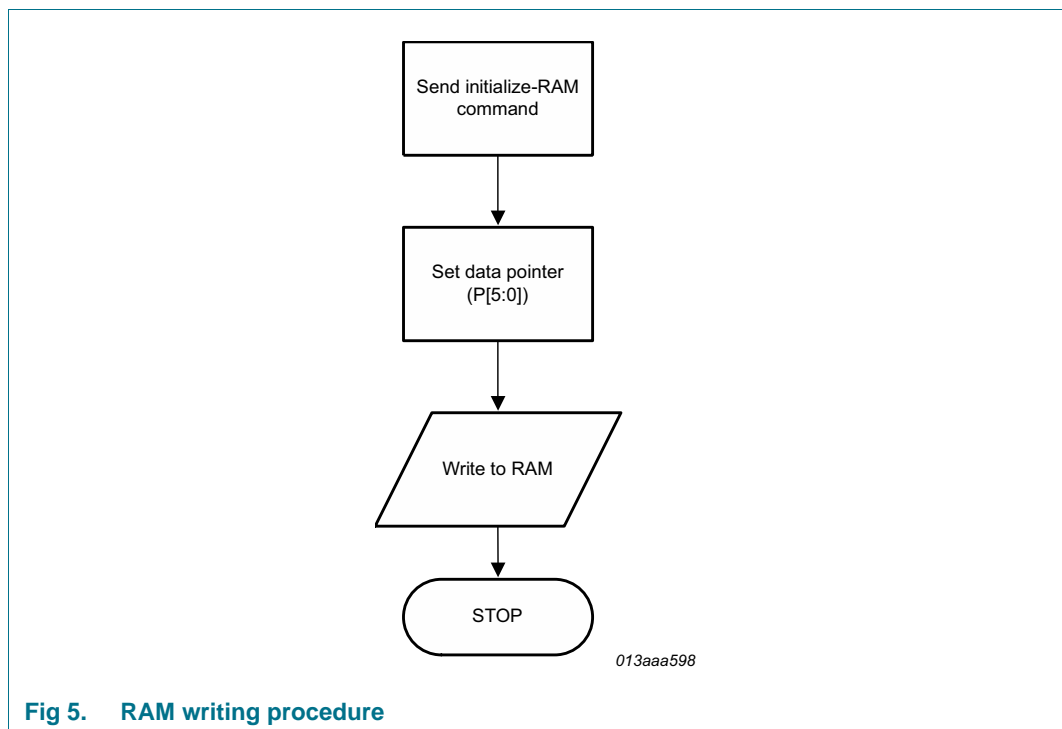 Send initialize-RAM
command
Set data pointer
(P[5:0])
Write to RAM
STOP
013aaa598
Fig 5. RAM writing procedure